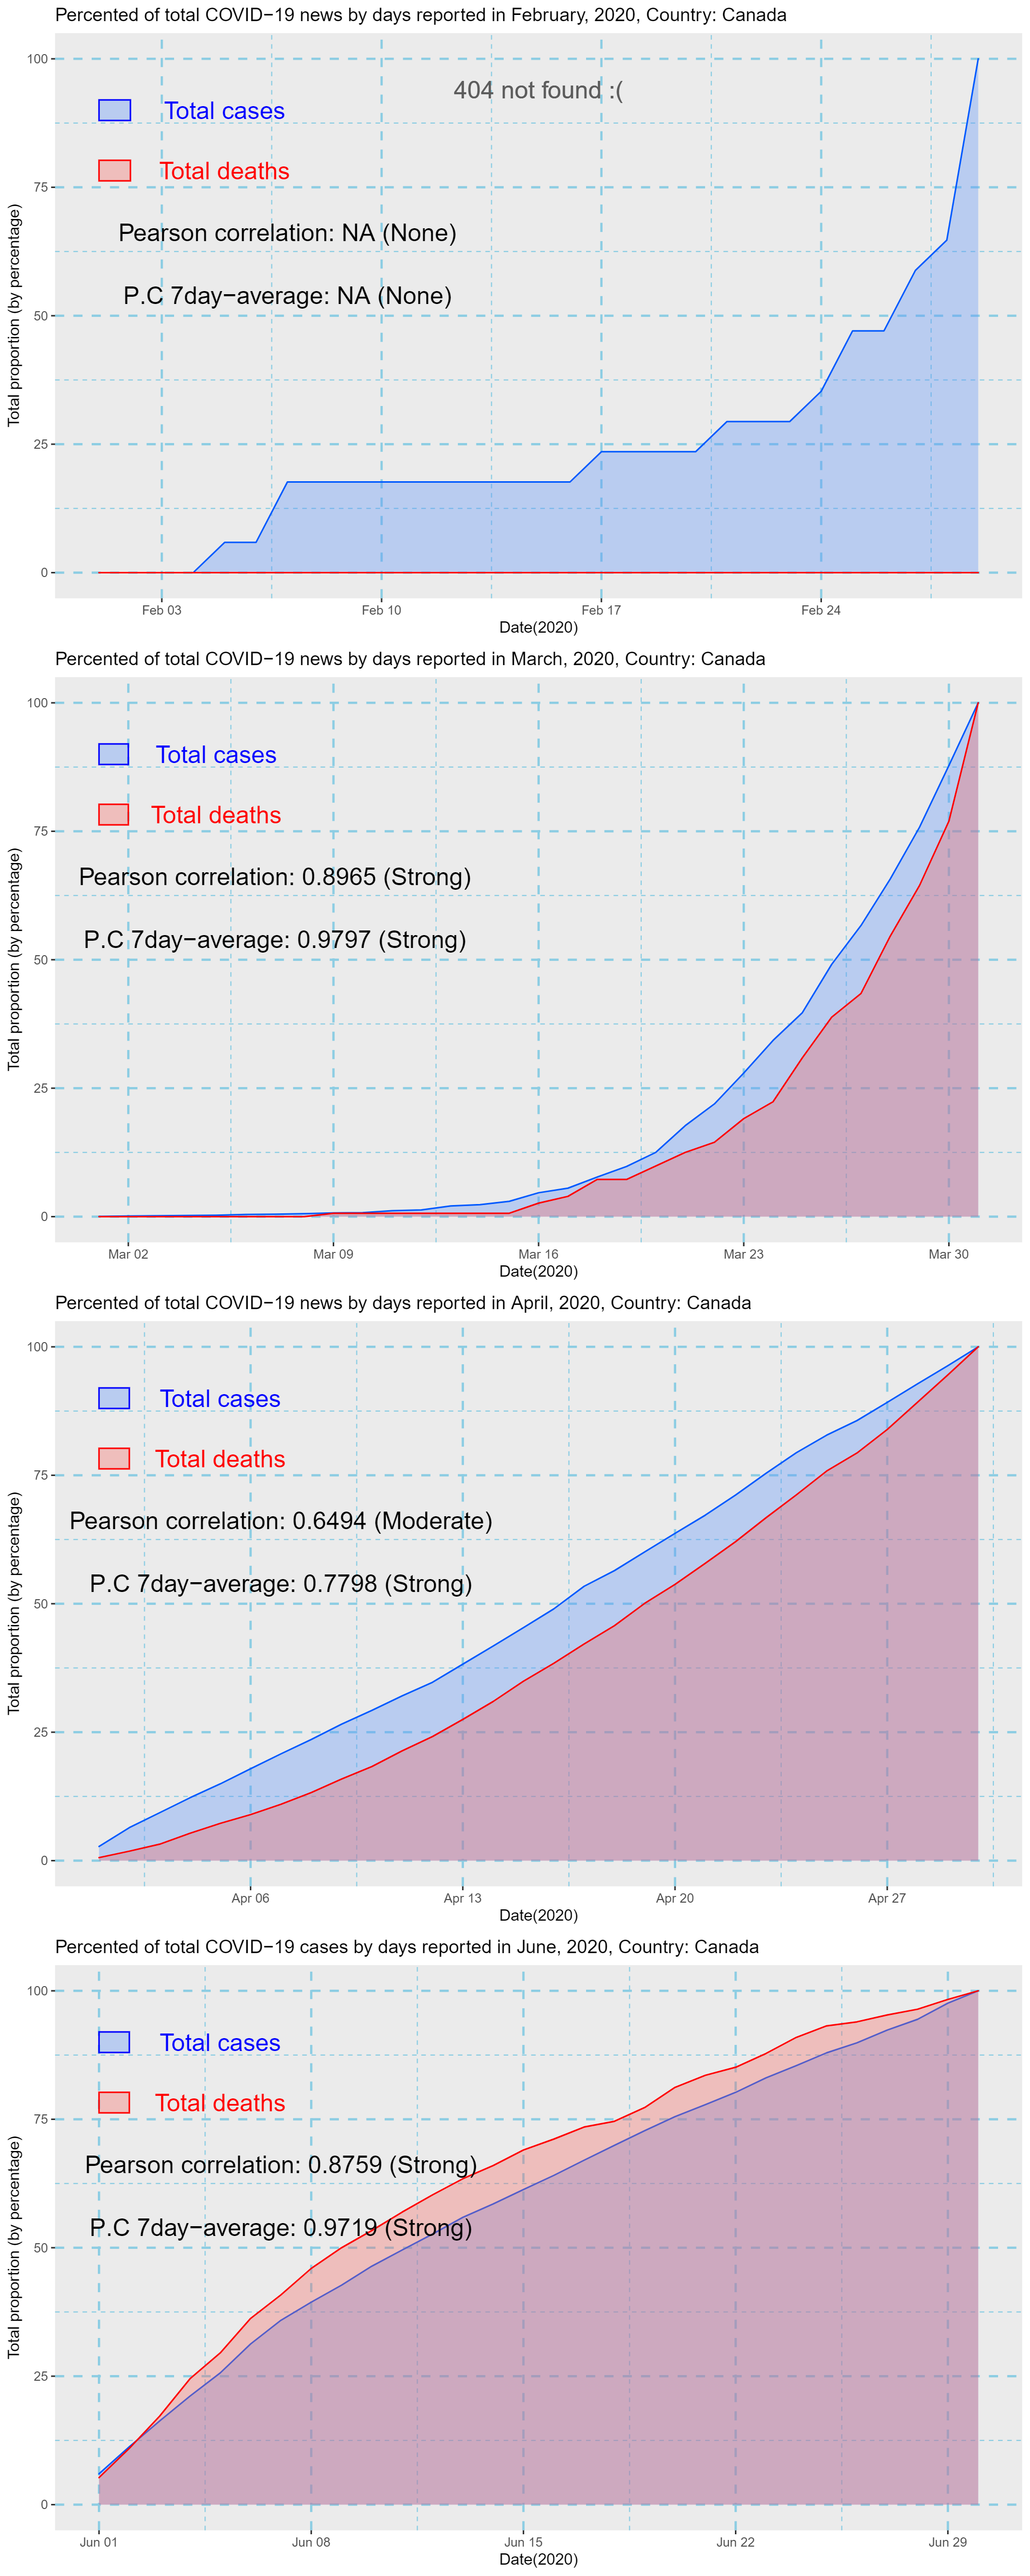 Percented of total COVID−19 news by days reported in February, 2020, Country: Canada
100
404 not found :(
Total cases
Total deaths
75
Pearson correlation: NA (None)
P.C 7day−average: NA (None)
50
25
0
Total proportion (by percentage)
Feb 03 Feb 10 Feb 17 Feb 24
Date(2020)
Percented of total COVID−19 news by days reported in March, 2020, Country: Canada
100
Total cases
Total deaths
75
Pearson correlation: 0.8965 (Strong)
P.C 7day−average: 0.9797 (Strong)
50
25
0
Total proportion (by percentage)
Mar 02 Mar 09 Mar 16 Mar 23 Mar 30
Date(2020)
Percented of total COVID−19 news by days reported in April, 2020, Country: Canada
100
Total cases
Total deaths
75
Pearson correlation: 0.6494 (Moderate)
P.C 7day−average: 0.7798 (Strong)
50
25
0
Total proportion (by percentage)
Apr 06 Apr 13 Apr 20 Apr 27
Date(2020)
Percented of total COVID−19 cases by days reported in June, 2020, Country: Canada
100
Total cases
Total deaths
75
Pearson correlation: 0.8759 (Strong)
P.C 7day−average: 0.9719 (Strong)
50
25
0
Total proportion (by percentage)
Jun 01 Jun 08 Jun 15 Jun 22 Jun 29
Date(2020)